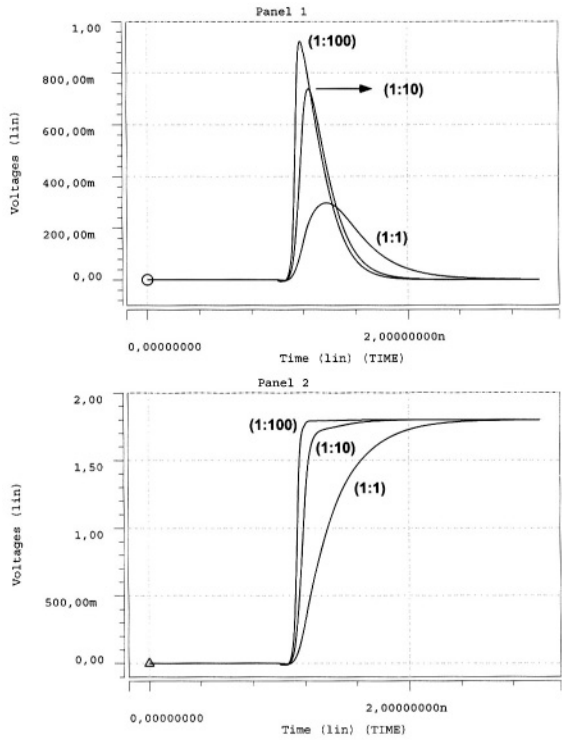 Panel 1
1,00
(1:100)
800,00m
(1:10)
600,00m
Voltages (lin)
400,00m
(1:1)
200,00m
0,00
2,00000000n
0,00000000
Time (lin) (TIME)
Panel 2
2,00
(1:100)
(1:10)
1,50
(1:1)
Voltages (lin)
1,00
500,00m
0,00
2,00000000n
0,00000000
Time (lin) (TIME)